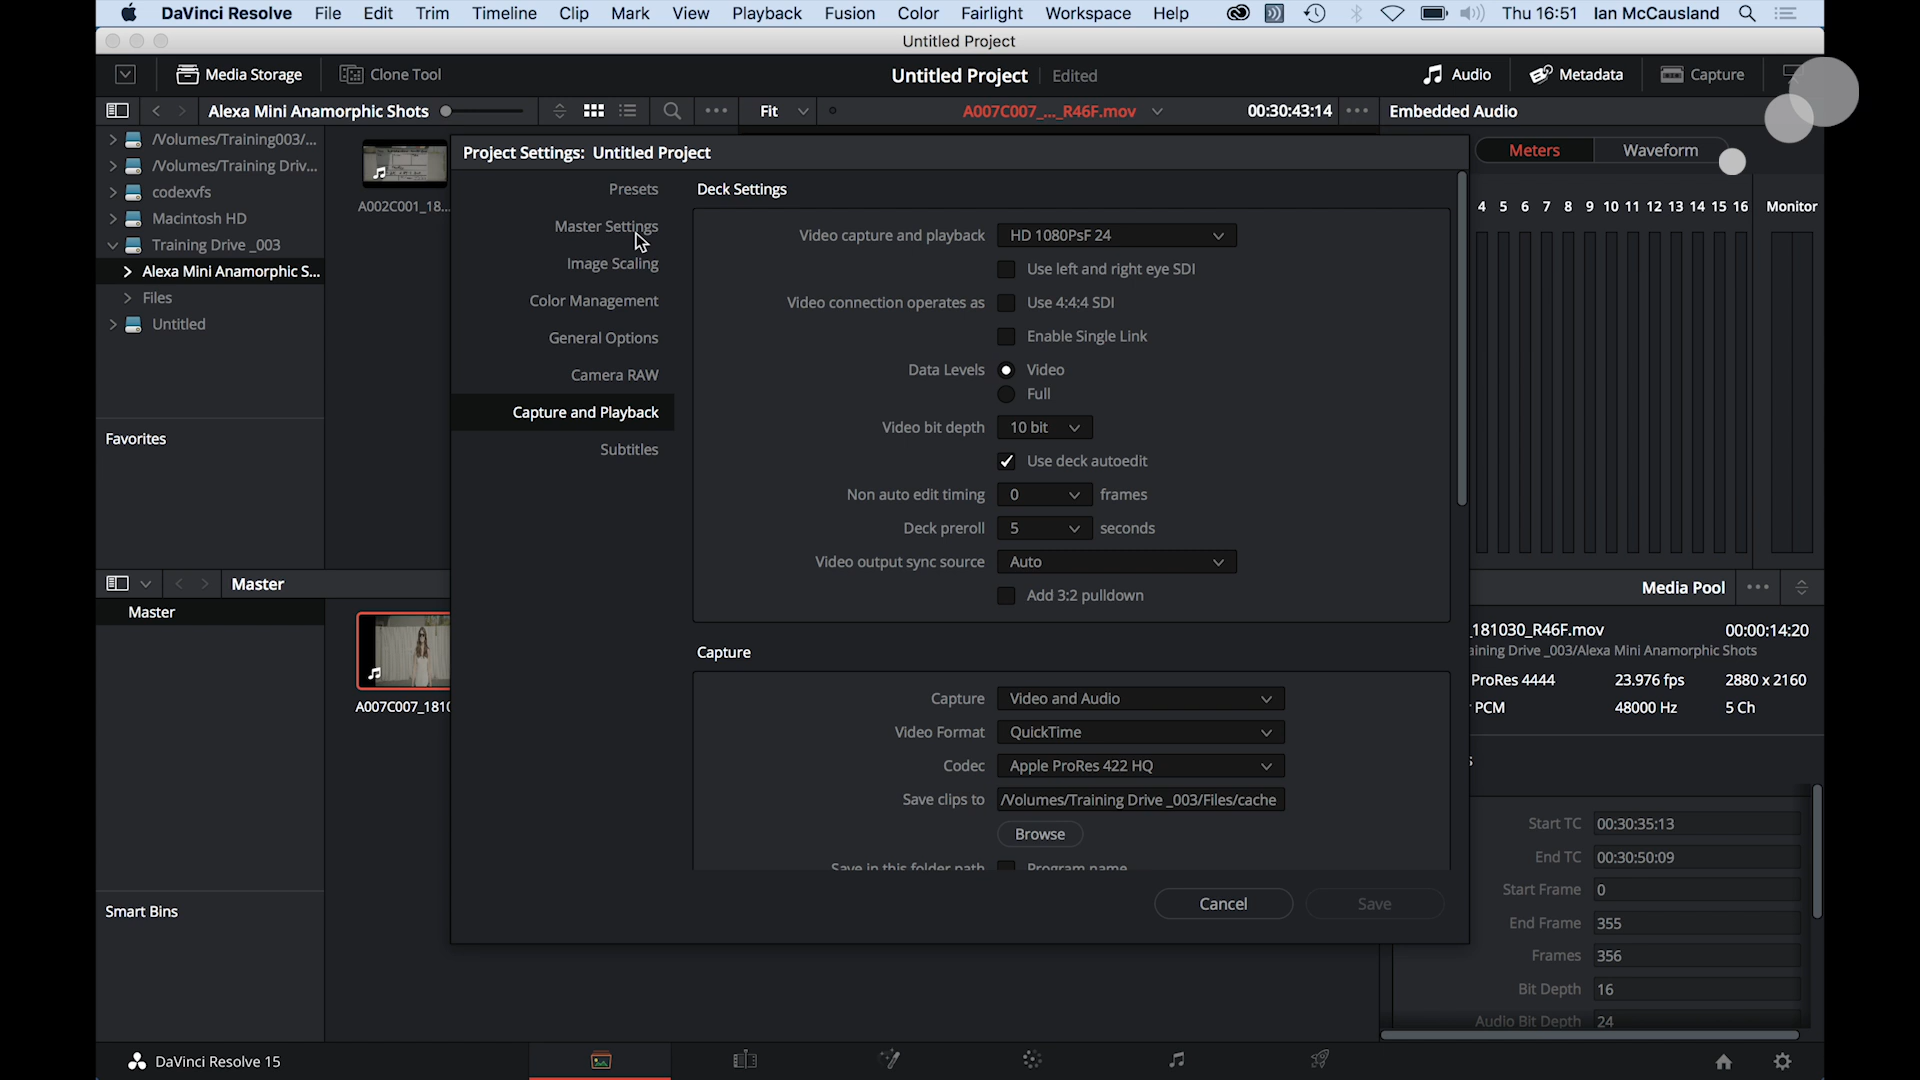 DaVinci Resolve File Edit Trim Timeline Clip Mark View Playback Fusion Color Fairlight Workspace Help Thu 16:51 Ian McCausland
Untitled Project
Media Storage Clone Tool Untitled Project Edited Audio Metadata Capture
Alexa Mini Anamorphic Shots Fit A007C007_..._R46F.mov 00:30:43:14 Embedded Audio
/Volumes/Training003/...
/Volumes/Training Driv...
codexvfs
Macintosh HD
Training Drive _003
Alexa Mini Anamorphic S...
Files
Untitled
Favorites
A002C001_18...
Project Settings: Untitled Project
Presets
Master Settings
Image Scaling
Color Management
General Options
Camera RAW
Capture and Playback
Subtitles
Deck Settings
Video capture and playback HD 1080PsF 24
Use left and right eye SDI
Video connection operates as Use 4:4:4 SDI
Enable Single Link
Data Levels Video
Full
Video bit depth 10 bit
Use deck autoedit
Non auto edit timing 0 frames
Deck preroll 5 seconds
Video output sync source Auto
Add 3:2 pulldown
Capture
Capture Video and Audio
Video Format QuickTime
Codec Apple ProRes 422 HQ
Save clips to /Volumes/Training Drive _003/Files/cache
Browse
Save in this folder path Program name
Cancel Save
Meters Waveform
4 5 6 7 8 9 10 11 12 13 14 15 16 Monitor
Master
Master
A007C007_1810
Smart Bins
Media Pool
_181030_R46F.mov 00:00:14:20
aining Drive _003/Alexa Mini Anamorphic Shots
ProRes 4444 23.976 fps 2880 x 2160
PCM 48000 Hz 5 Ch
s
Start TC 00:30:35:13
End TC 00:30:50:09
Start Frame 0
End Frame 355
Frames 356
Bit Depth 16
Audio Bit Depth 24
DaVinci Resolve 15